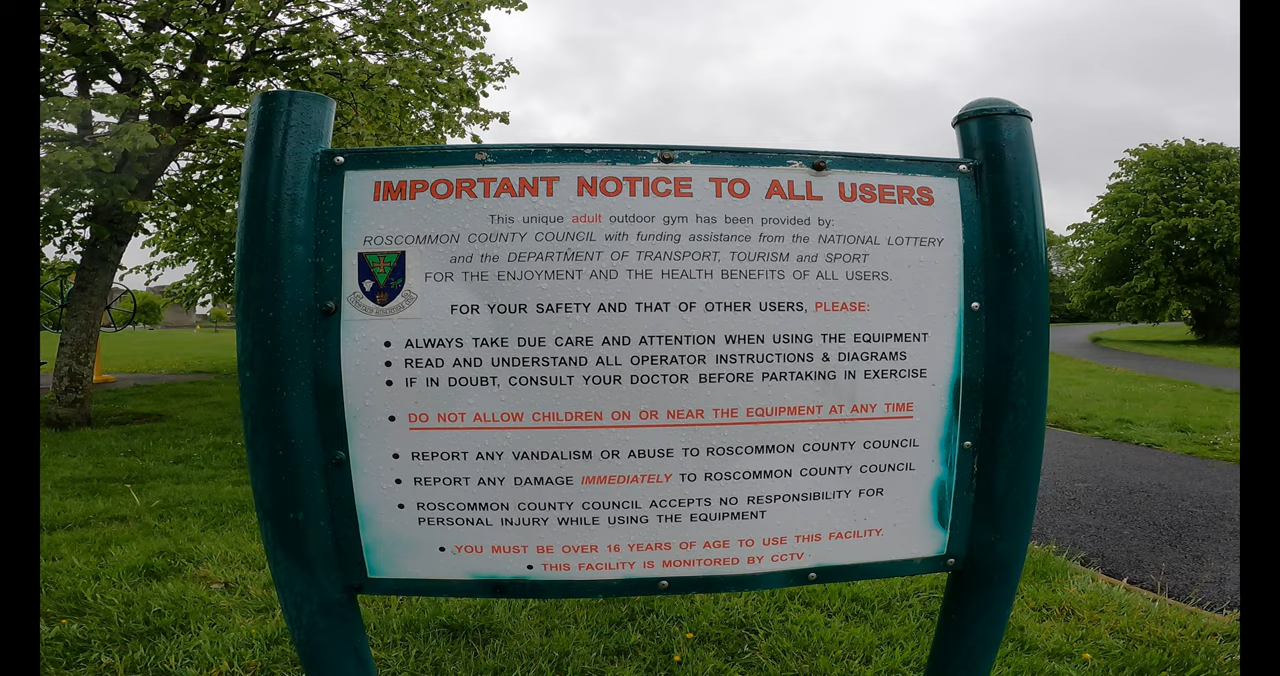 IMPORTANT NOTICE TO ALL USERS
This unique adult outdoor gym has been provided by:
ROSCOMMON COUNTY COUNCIL with funding assistance from the NATIONAL LOTTERY
and the DEPARTMENT OF TRANSPORT, TOURISM and SPORT
FOR THE ENJOYMENT AND THE HEALTH BENEFITS OF ALL USERS.
FOR YOUR SAFETY AND THAT OF OTHER USERS, PLEASE:
• ALWAYS TAKE DUE CARE AND ATTENTION WHEN USING THE EQUIPMENT
• READ AND UNDERSTAND ALL OPERATOR INSTRUCTIONS & DIAGRAMS
• IF IN DOUBT, CONSULT YOUR DOCTOR BEFORE PARTAKING IN EXERCISE
• DO NOT ALLOW CHILDREN ON OR NEAR THE EQUIPMENT AT ANY TIME
• REPORT ANY VANDALISM OR ABUSE TO ROSCOMMON COUNTY COUNCIL
• REPORT ANY DAMAGE IMMEDIATELY TO ROSCOMMON COUNTY COUNCIL
• ROSCOMMON COUNTY COUNCIL ACCEPTS NO RESPONSIBILITY FOR
PERSONAL INJURY WHILE USING THE EQUIPMENT
• YOU MUST BE OVER 16 YEARS OF AGE TO USE THIS FACILITY.
• THIS FACILITY IS MONITORED BY CCTV